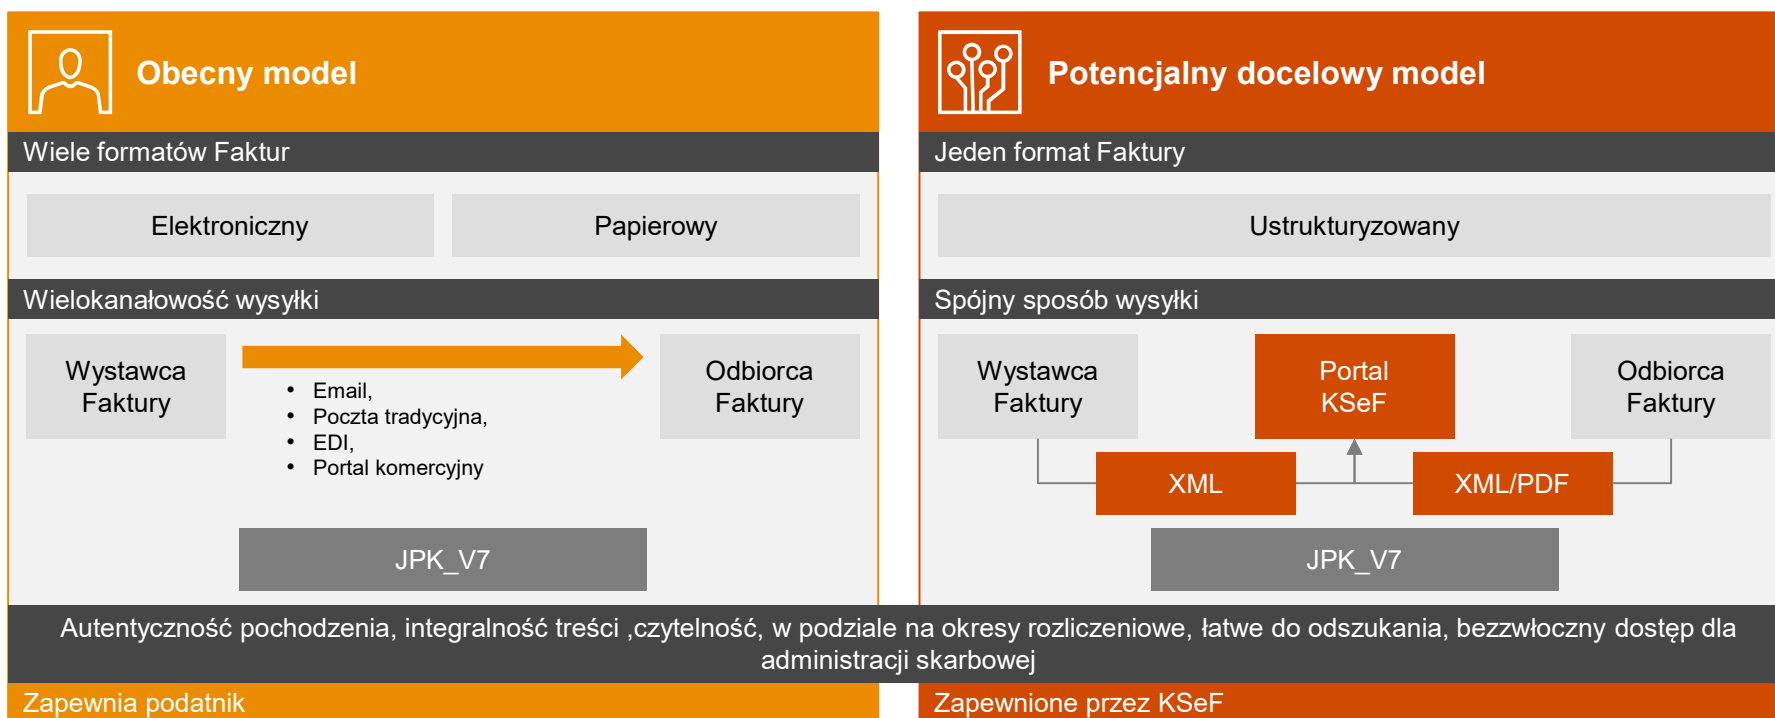 Obecny model
Wiele formatów Faktur
Elektroniczny
Papierowy
Wielokanałowość wysyłki
Wystawca
Faktury
• Email,
• Poczta tradycyjna,
• EDI,
• Portal komercyjny
Odbiorca
Faktury
JPK_V7
Potencjalny docelowy model
Jeden format Faktury
Ustrukturyzowany
Spójny sposób wysyłki
Wystawca
Faktury
Portal
KSeF
Odbiorca
Faktury
XML
XML/PDF
JPK_V7
Autentyczność pochodzenia, integralność treści ,czytelność, w podziale na okresy rozliczeniowe, łatwe do odszukania, bezzwłoczny dostęp dla
administracji skarbowej
Zapewnia podatnik
Zapewnione przez KSeF